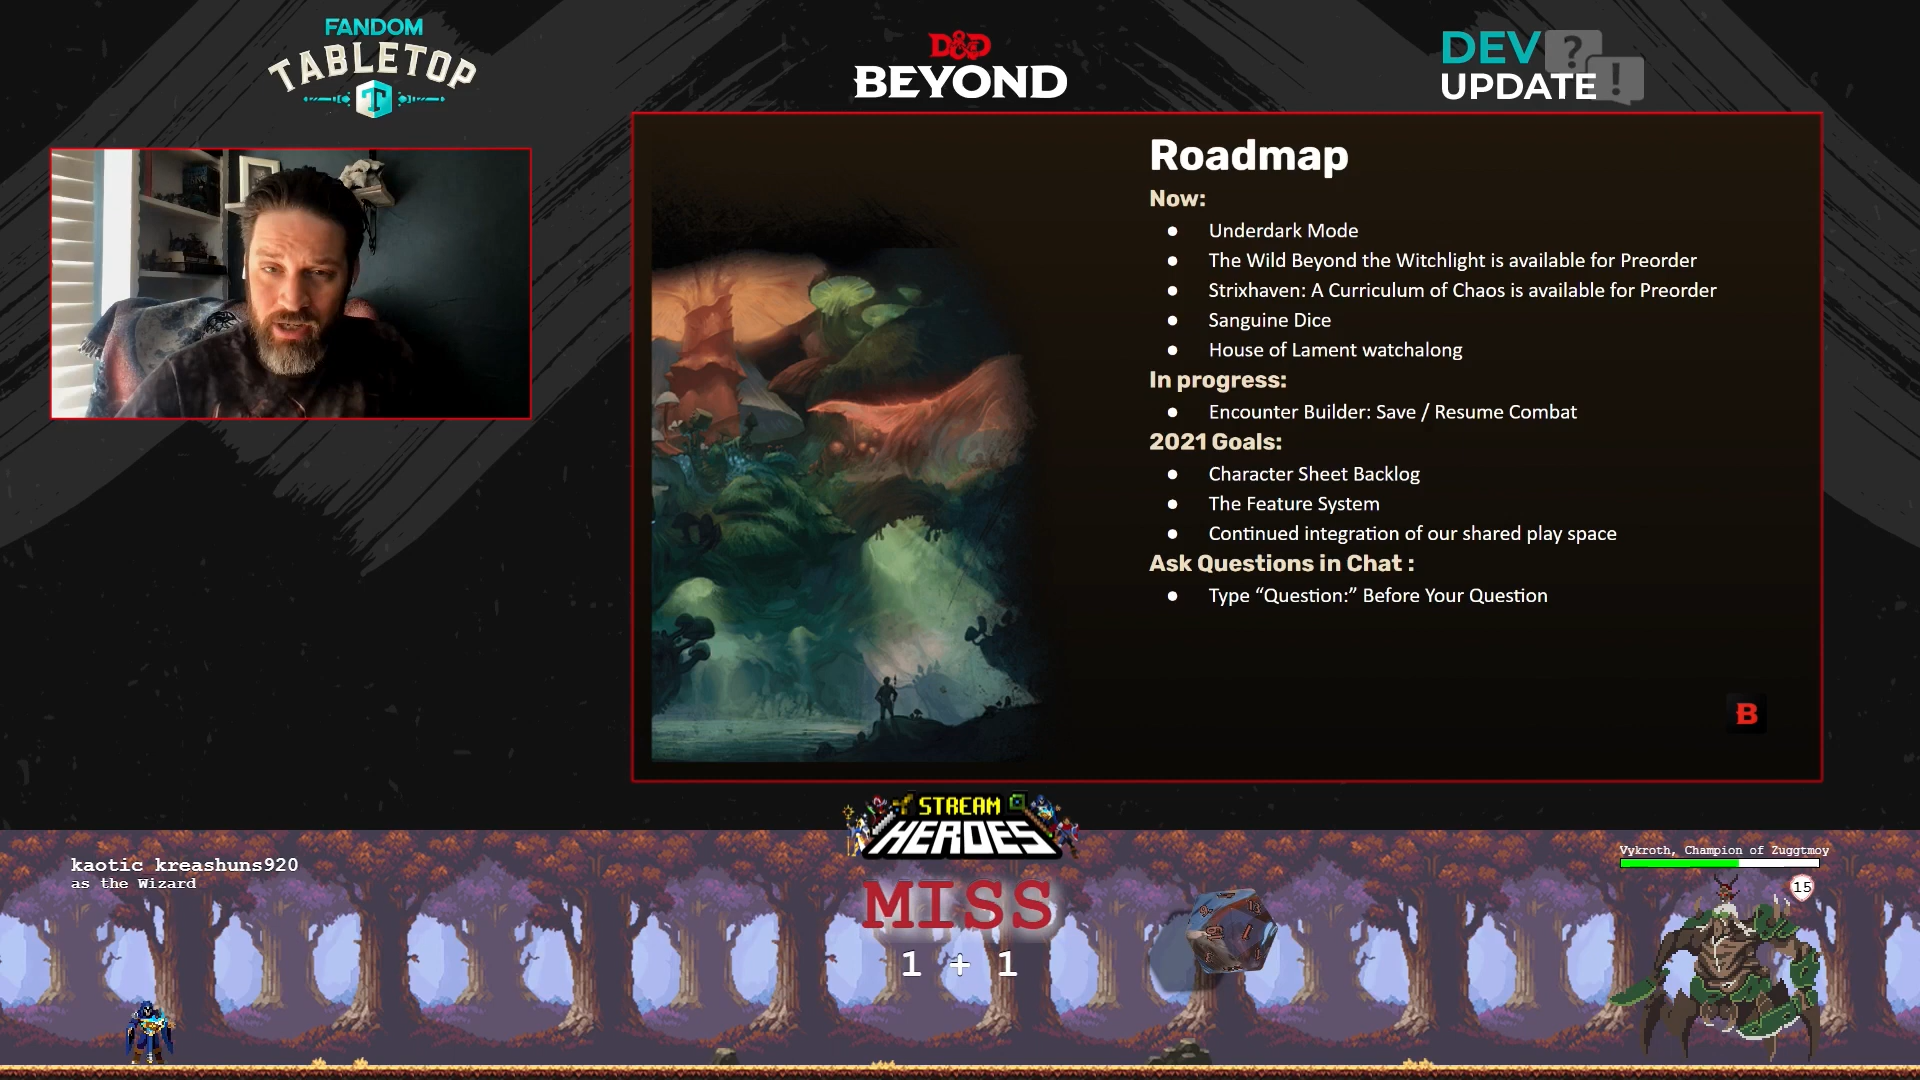 FANDOM
TABLETOP
T
D&D
BEYOND
DEV ?
UPDATE !
Roadmap
Now:
● Underdark Mode
● The Wild Beyond the Witchlight is available for Preorder
● Strixhaven: A Curriculum of Chaos is available for Preorder
● Sanguine Dice
● House of Lament watchalong
In progress:
● Encounter Builder: Save / Resume Combat
2021 Goals:
● Character Sheet Backlog
● The Feature System
● Continued integration of our shared play space
Ask Questions in Chat :
● Type “Question:” Before Your Question
B
STREAM
HEROES
kaotic kreashuns920
as the Wizard
MISS
1 + 1
Vykroth, Champion of Zuggtmoy
15